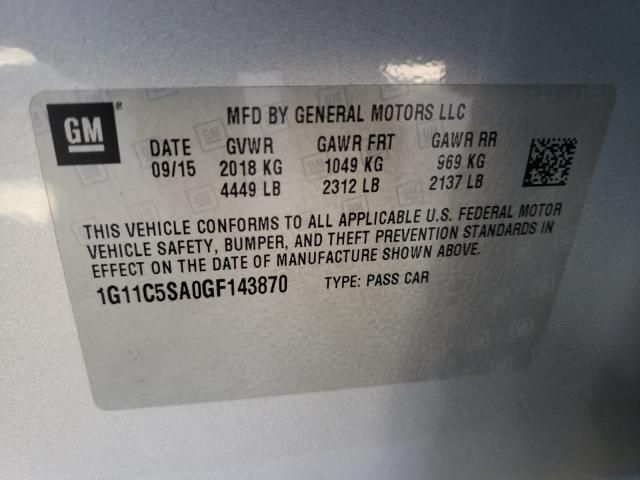 GM ®
MFD BY GENERAL MOTORS LLC
DATE GVWR GAWR FRT GAWR RR
09/15 2018 KG 1049 KG 969 KG
4449 LB 2312 LB 2137 LB
THIS VEHICLE CONFORMS TO ALL APPLICABLE U.S. FEDERAL MOTOR
VEHICLE SAFETY, BUMPER, AND THEFT PREVENTION STANDARDS IN
EFFECT ON THE DATE OF MANUFACTURE SHOWN ABOVE.
1G11C5SA0GF143870 TYPE: PASS CAR